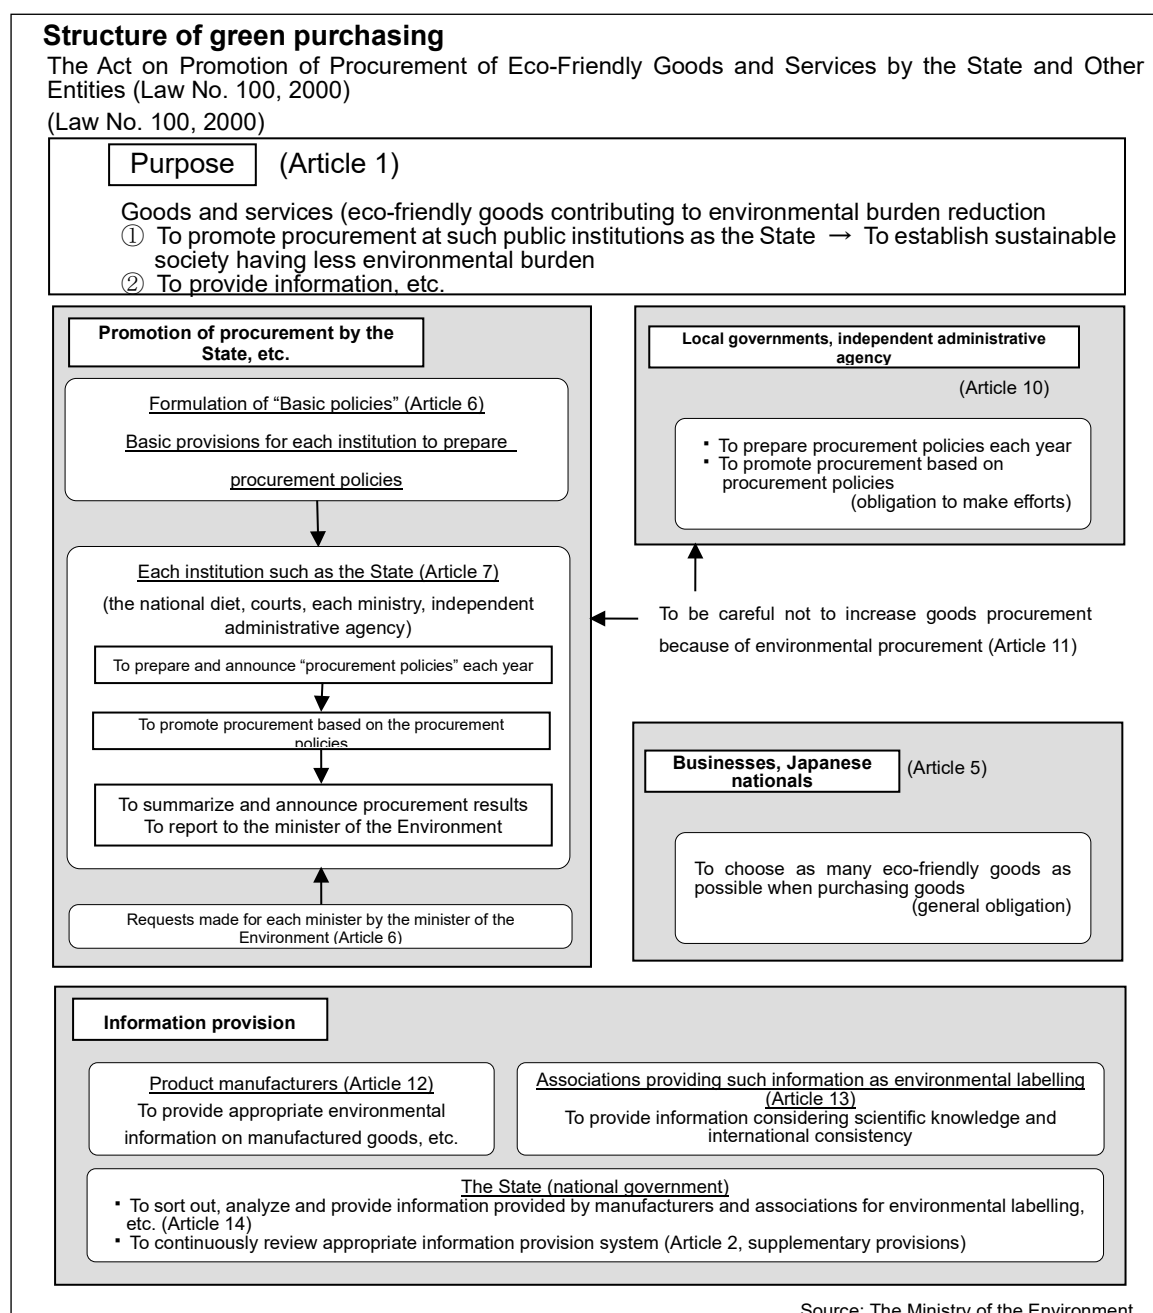 Structure of green purchasing
The Act on Promotion of Procurement of Eco-Friendly Goods and Services by the State and Other
Entities (Law No. 100, 2000)
(Law No. 100, 2000)
Purpose (Article 1)
Goods and services (eco-friendly goods contributing to environmental burden reduction
① To promote procurement at such public institutions as the State → To establish sustainable
society having less environmental burden
② To provide information, etc.
Promotion of procurement by the
State, etc.
Formulation of “Basic policies” (Article 6)
Basic provisions for each institution to prepare
procurement policies
Each institution such as the State (Article 7)
(the national diet, courts, each ministry, independent
administrative agency)
To prepare and announce “procurement policies” each year
To promote procurement based on the procurement
policies
To summarize and announce procurement results
To report to the minister of the Environment
Requests made for each minister by the minister of the
Environment (Article 6)
Local governments, independent administrative
agency
(Article 10)
・To prepare procurement policies each year
・To promote procurement based on
procurement policies
(obligation to make efforts)
To be careful not to increase goods procurement
because of environmental procurement (Article 11)
Businesses, Japanese
nationals
(Article 5)
To choose as many eco-friendly goods as
possible when purchasing goods
(general obligation)
Information provision
Product manufacturers (Article 12)
To provide appropriate environmental
information on manufactured goods, etc.
Associations providing such information as environmental labelling
(Article 13)
To provide information considering scientific knowledge and
international consistency
The State (national government)
・To sort out, analyze and provide information provided by manufacturers and associations for environmental labelling,
etc. (Article 14)
・To continuously review appropriate information provision system (Article 2, supplementary provisions)
Source: The Ministry of the Environment